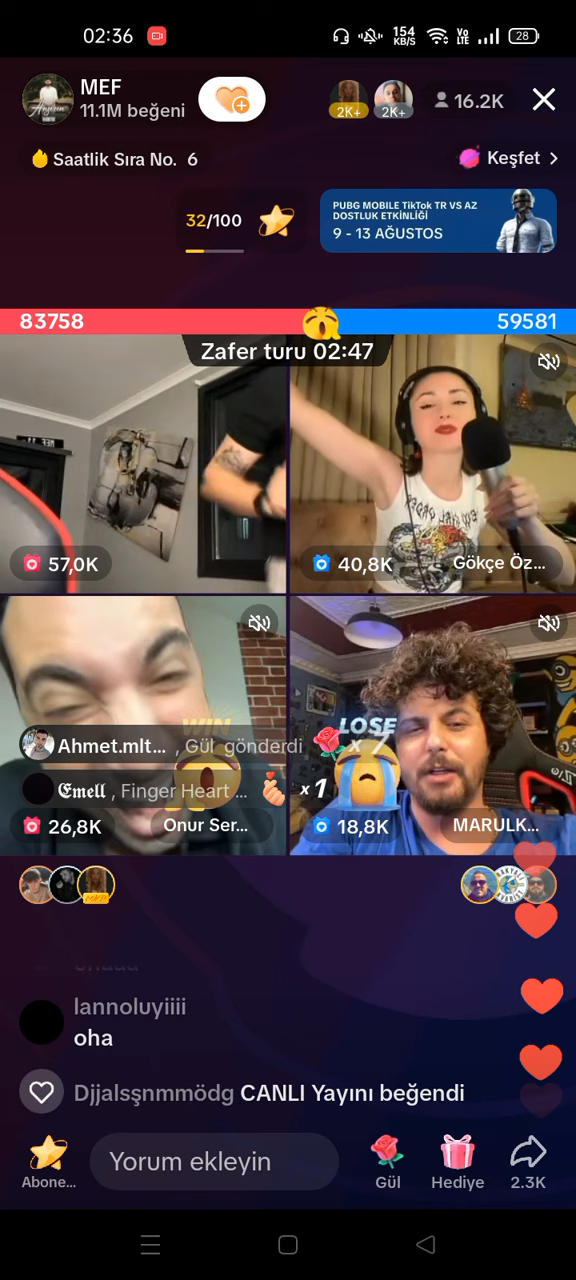 02:36
154
KB/S
Vo
LTE
28
MEF
11.1M beğeni
2K+
2K+
16.2K
Saatlik Sıra No. 6
Keşfet
32/100
PUBG MOBILE TikTok TR VS AZ
DOSTLUK ETKİNLİĞİ
9 - 13 AĞUSTOS
83758
59581
Zafer turu 02:47
57,0K
40,8K
Gökçe Öz...
WIN
LOSE
x 7
Ahmet.mlt... , Gül gönderdi
𝕰𝖒𝖊𝖑𝖑 , Finger Heart ...
x 1
26,8K
Onur Ser...
18,8K
MARULK...
lannoluyiiii
oha
Djjalsşnmmödg CANLI Yayını beğendi
Abone...
Yorum ekleyin
Gül
Hediye
2.3K